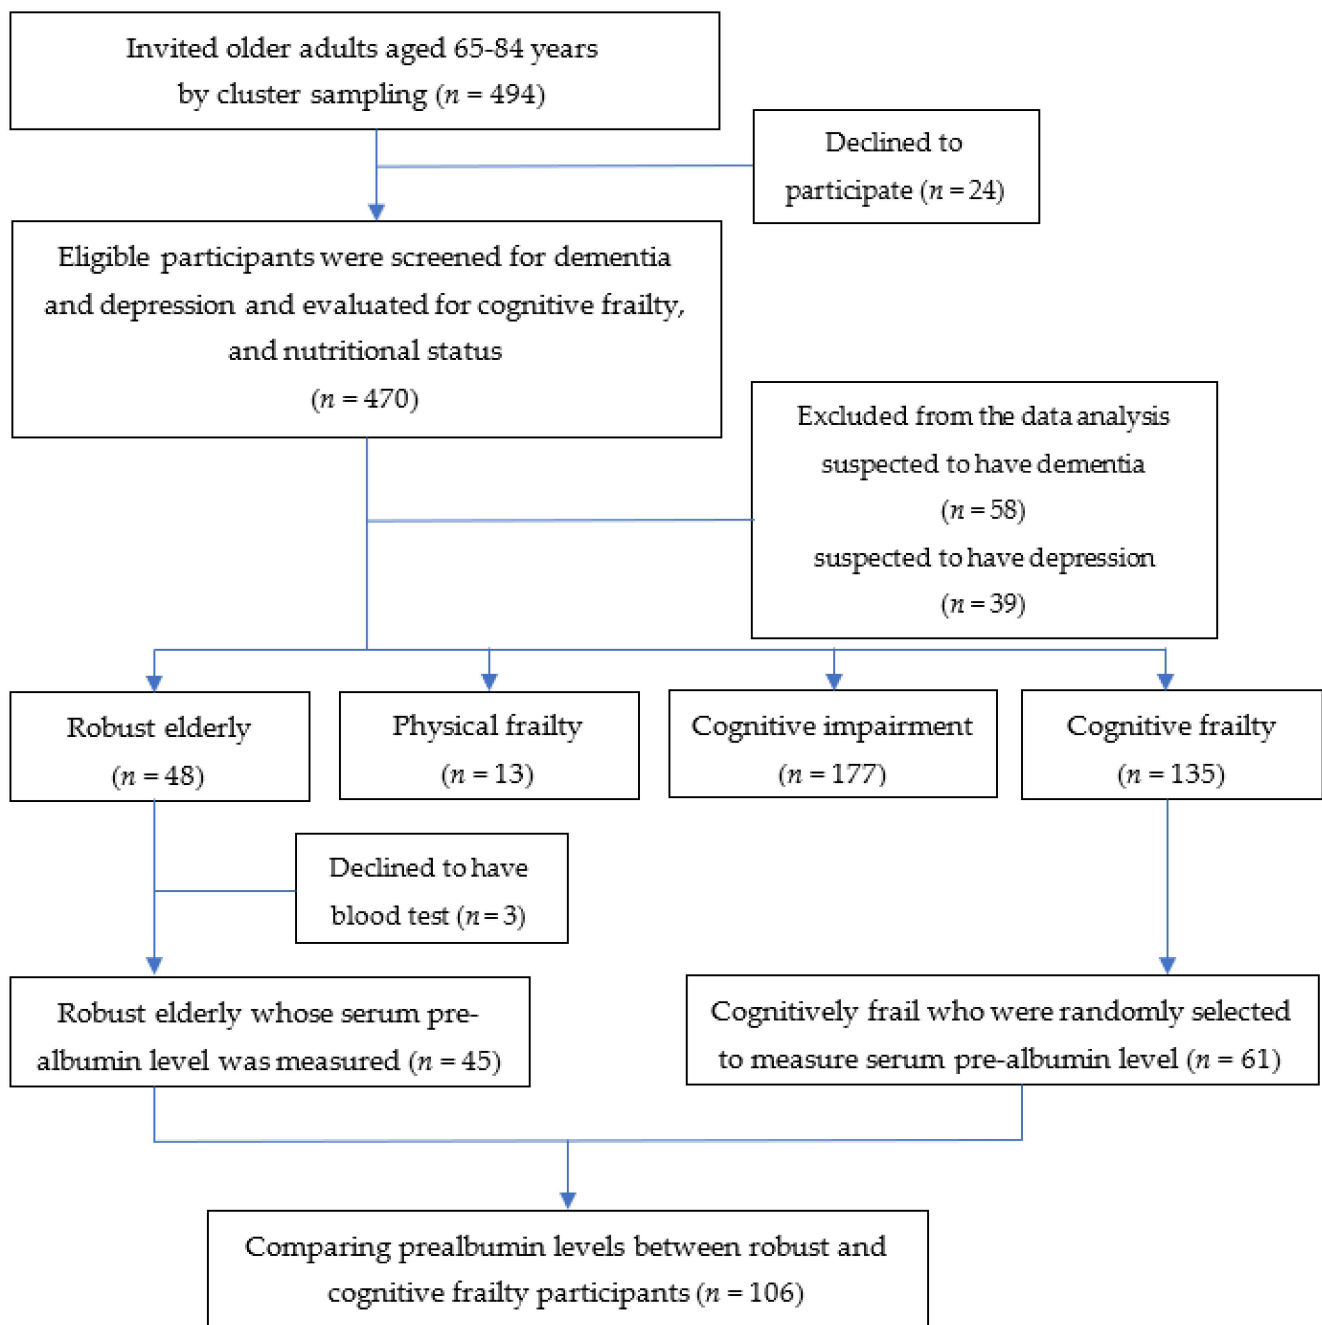 Invited older adults aged 65-84 years
by cluster sampling (n = 494)
Declined to
participate (n = 24)
Eligible participants were screened for dementia
and depression and evaluated for cognitive frailty,
and nutritional status
(n = 470)
Excluded from the data analysis
suspected to have dementia
(n = 58)
suspected to have depression
(n = 39)
Robust elderly
(n = 48)
Physical frailty
(n = 13)
Cognitive impairment
(n = 177)
Cognitive frailty
(n = 135)
Declined to have
blood test (n = 3)
Robust elderly whose serum pre-
albumin level was measured (n = 45)
Cognitively frail who were randomly selected
to measure serum pre-albumin level (n = 61)
Comparing prealbumin levels between robust and
cognitive frailty participants (n = 106)